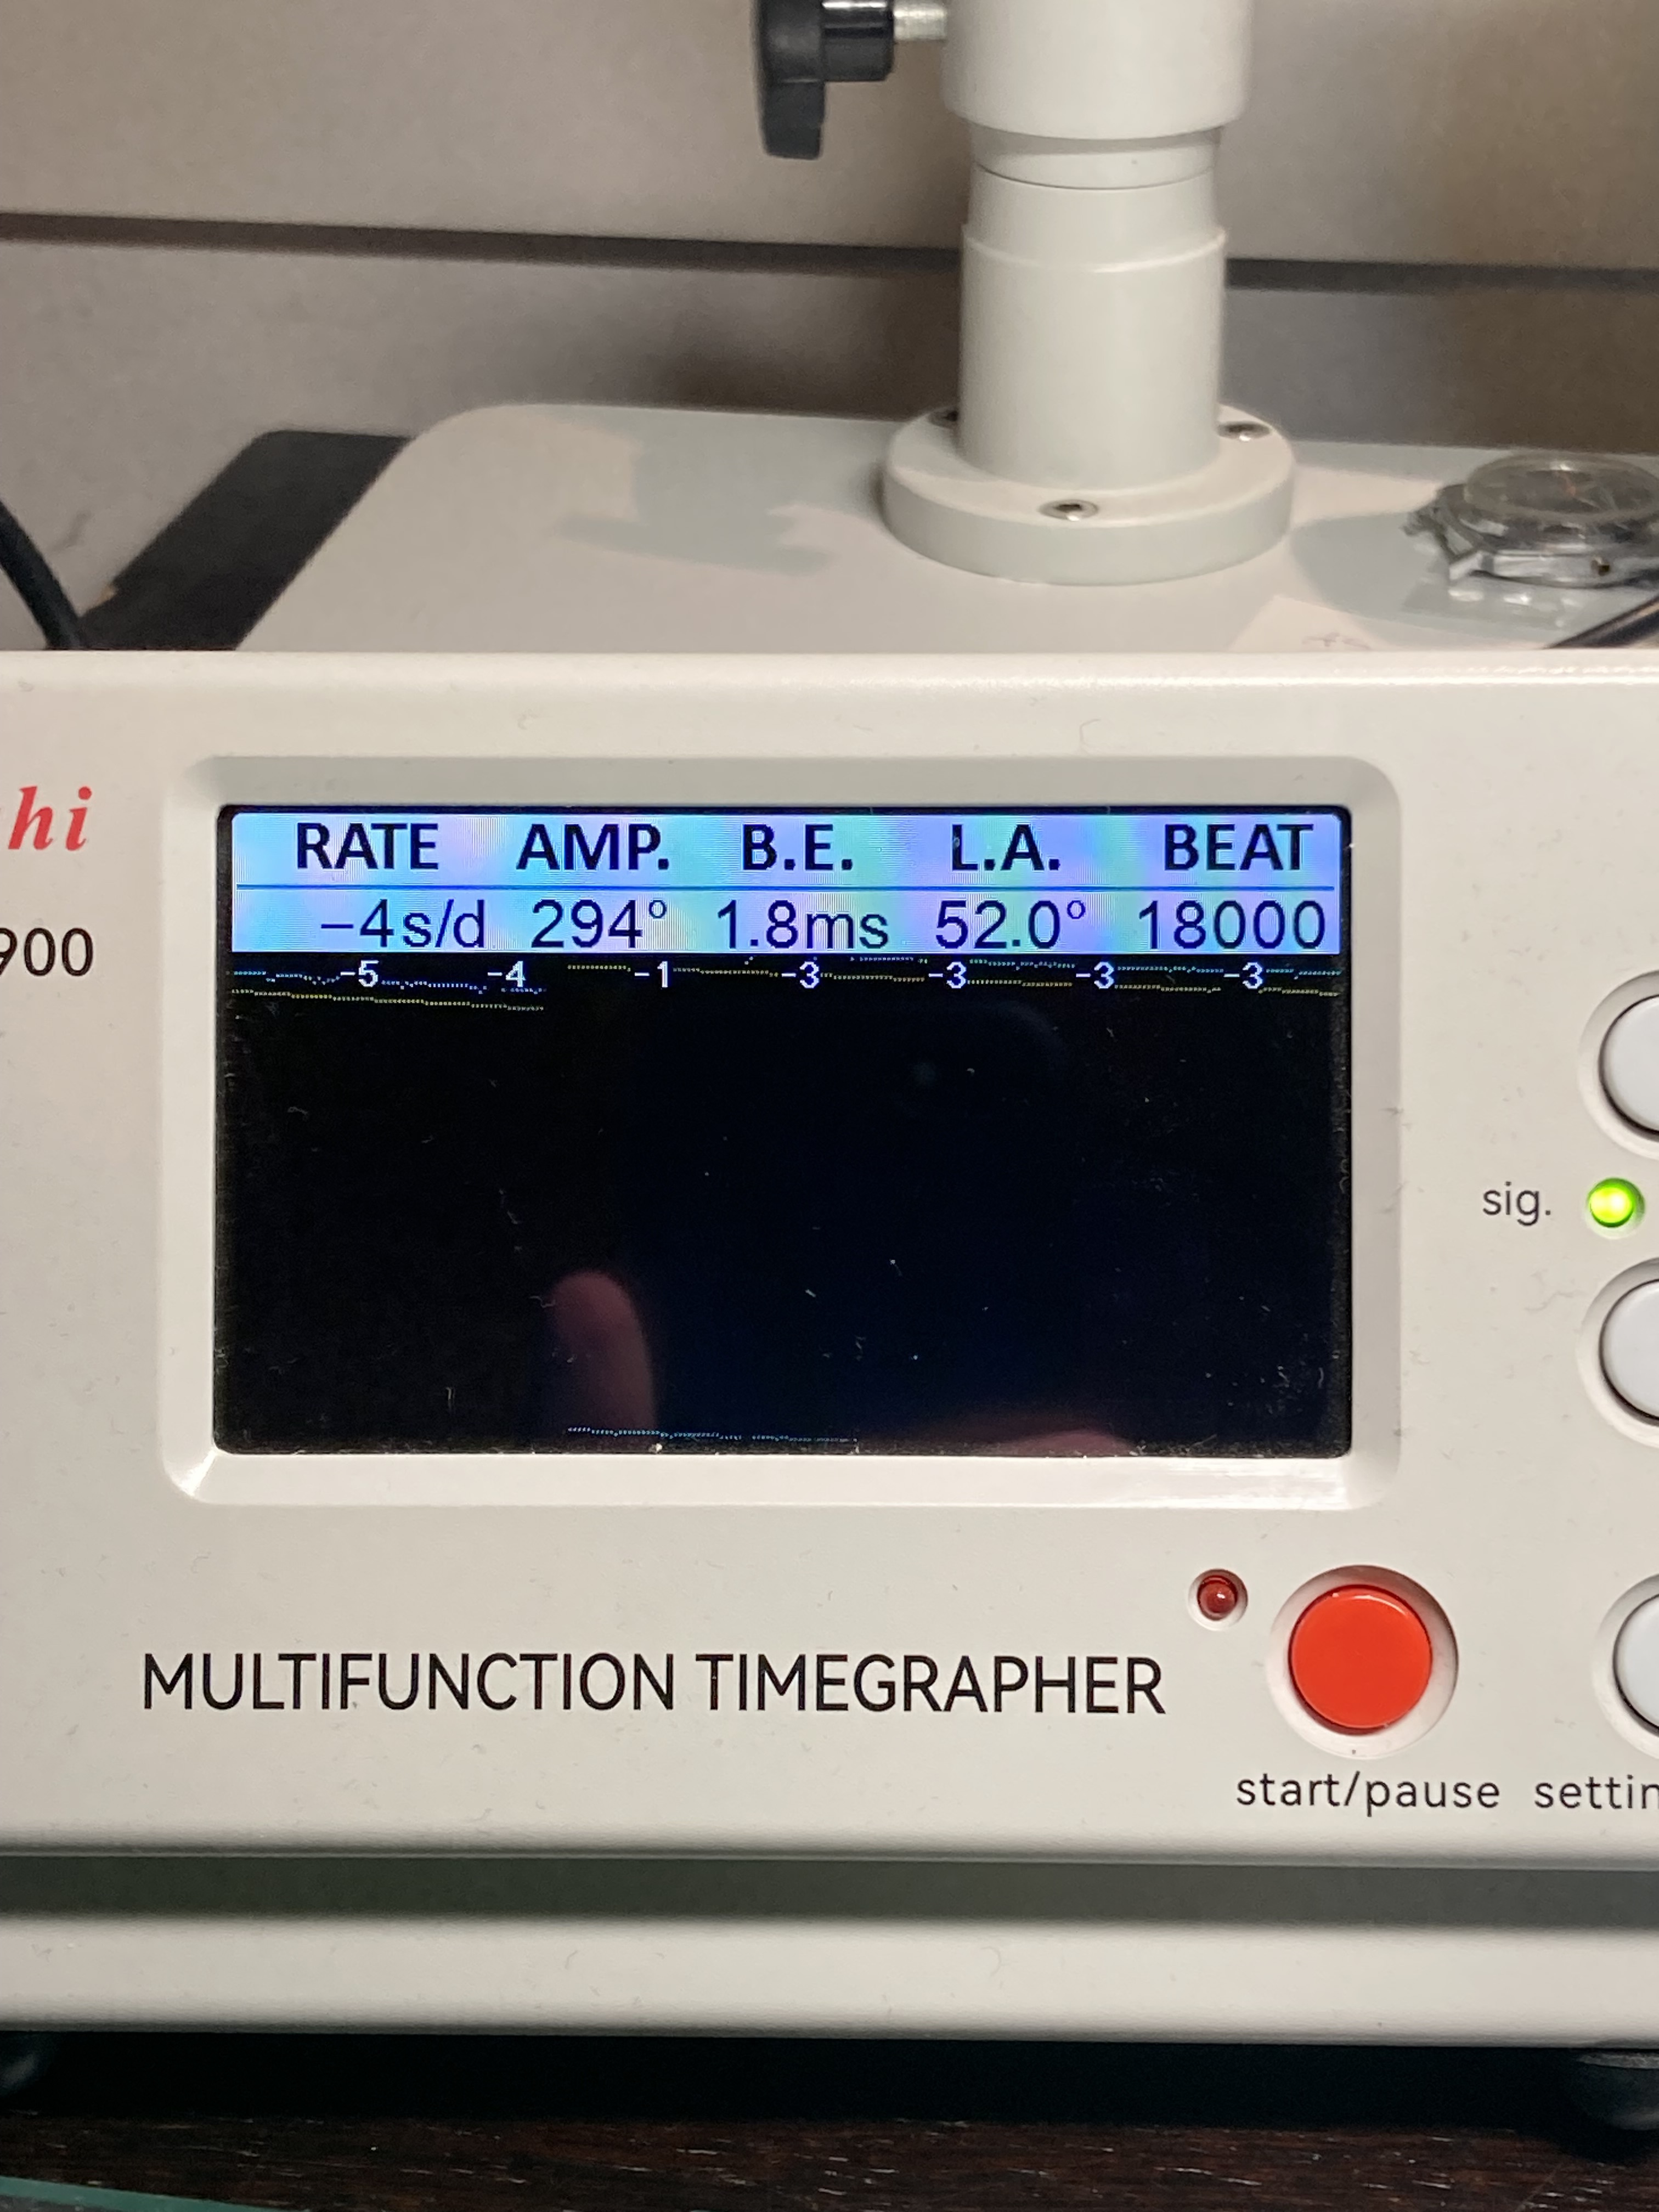 hi
900
RATE AMP. B.E. L.A. BEAT
-4s/d 294° 1.8ms 52.0° 18000
-5 -4 -1 -3 -3 -3 -3
sig.
MULTIFUNCTION TIMEGRAPHER
start/pause settin